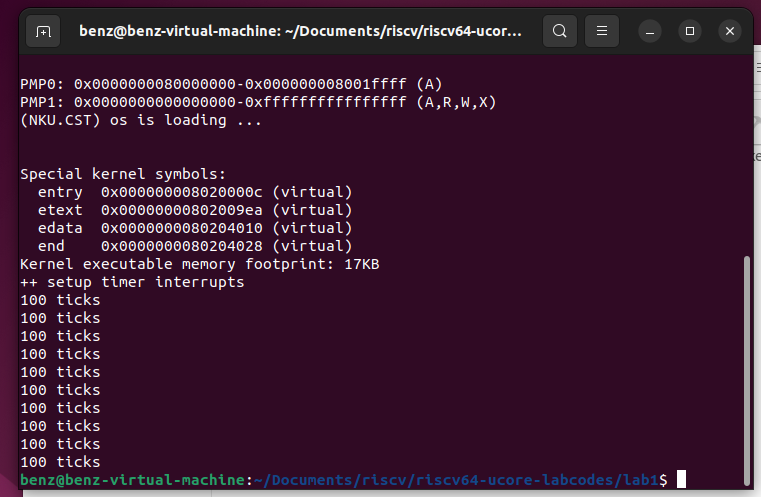 benz@benz-virtual-machine: ~/Documents/riscv/riscv64-ucor...
PMP0: 0x0000000080000000-0x000000008001ffff (A)
PMP1: 0x0000000000000000-0xffffffffffffffff (A,R,W,X)
(NKU.CST) os is loading ...
Special kernel symbols:
  entry  0x000000008020000c (virtual)
  etext  0x00000000802009ea (virtual)
  edata  0x0000000080204010 (virtual)
  end    0x0000000080204028 (virtual)
Kernel executable memory footprint: 17KB
++ setup timer interrupts
100 ticks
100 ticks
100 ticks
100 ticks
100 ticks
100 ticks
100 ticks
100 ticks
100 ticks
100 ticks
benz@benz-virtual-machine:~/Documents/riscv/riscv64-ucore-labcodes/lab1$